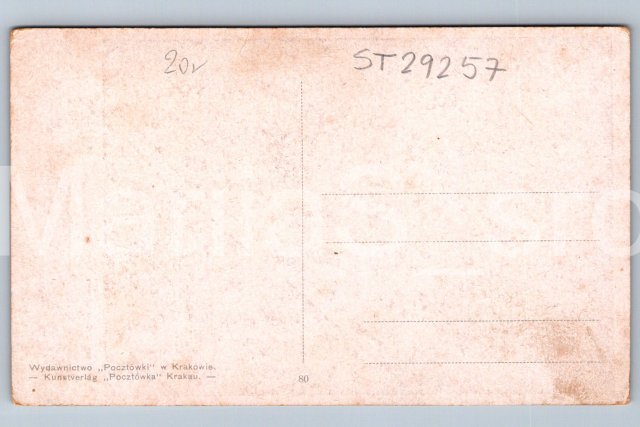 20r
ST29257
Wydawnictwo „Pocztówki“ w Krakowie.
— Kunstverlag „Pocztówka“ Krakau. —
80